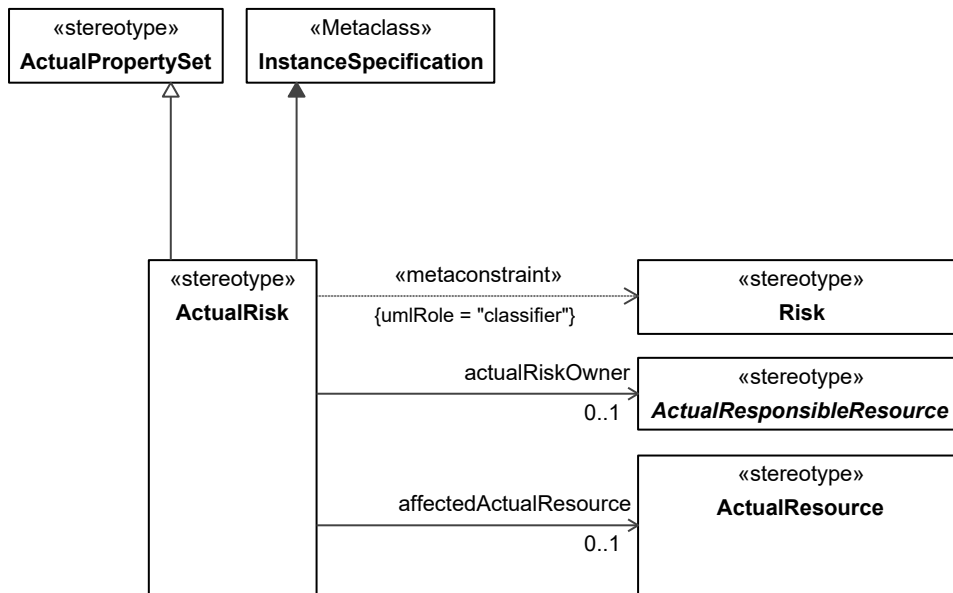 «stereotype»
ActualPropertySet
«Metaclass»
InstanceSpecification
«stereotype»
ActualRisk
«metaconstraint»
{umlRole = "classifier"}
«stereotype»
Risk
actualRiskOwner
0..1
«stereotype»
ActualResponsibleResource
affectedActualResource
0..1
«stereotype»
ActualResource